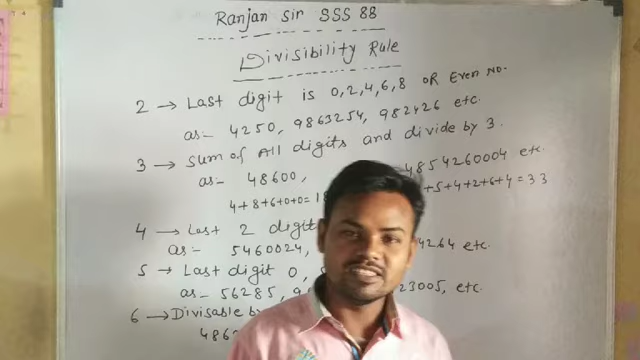 Ranjan Sir SSS 88
Divisibility Rule
2 → Last digit is 0,2,4,6,8 OR Even No.
as:- 4250, 9863254, 982426 etc.
3 → Sum of All digits and divide by 3.
as:- 48600, 4854260004 etc.
4+8+6+0+0=18 +5+4+2+6+4=33
4 → Last 2 digit
as:- 5460024, 4264 etc.
5 → Last digit 0,
as- 56285, 9 23005, etc.
6 → Divisable by
486